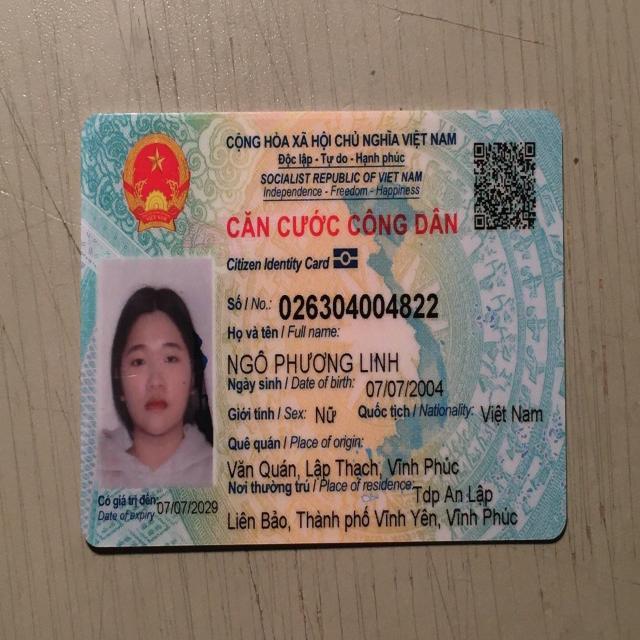 CỘNG HÒA XÃ HỘI CHỦ NGHĨA VIỆT NAM
Độc lập - Tự do - Hạnh phúc
SOCIALIST REPUBLIC OF VIET NAM
Independence - Freedom - Happiness
CĂN CƯỚC CÔNG DÂN
Citizen Identity Card
Số / No.: 026304004822
Họ và tên / Full name:
NGÔ PHƯƠNG LINH
Ngày sinh / Date of birth: 07/07/2004
Giới tính / Sex: Nữ Quốc tịch / Nationality: Việt Nam
Quê quán / Place of origin:
Văn Quán, Lập Thạch, Vĩnh Phúc
Nơi thường trú / Place of residence: Tdp An Lập
Liên Bảo, Thành phố Vĩnh Yên, Vĩnh Phúc
Có giá trị đến: 07/07/2029
Date of expiry